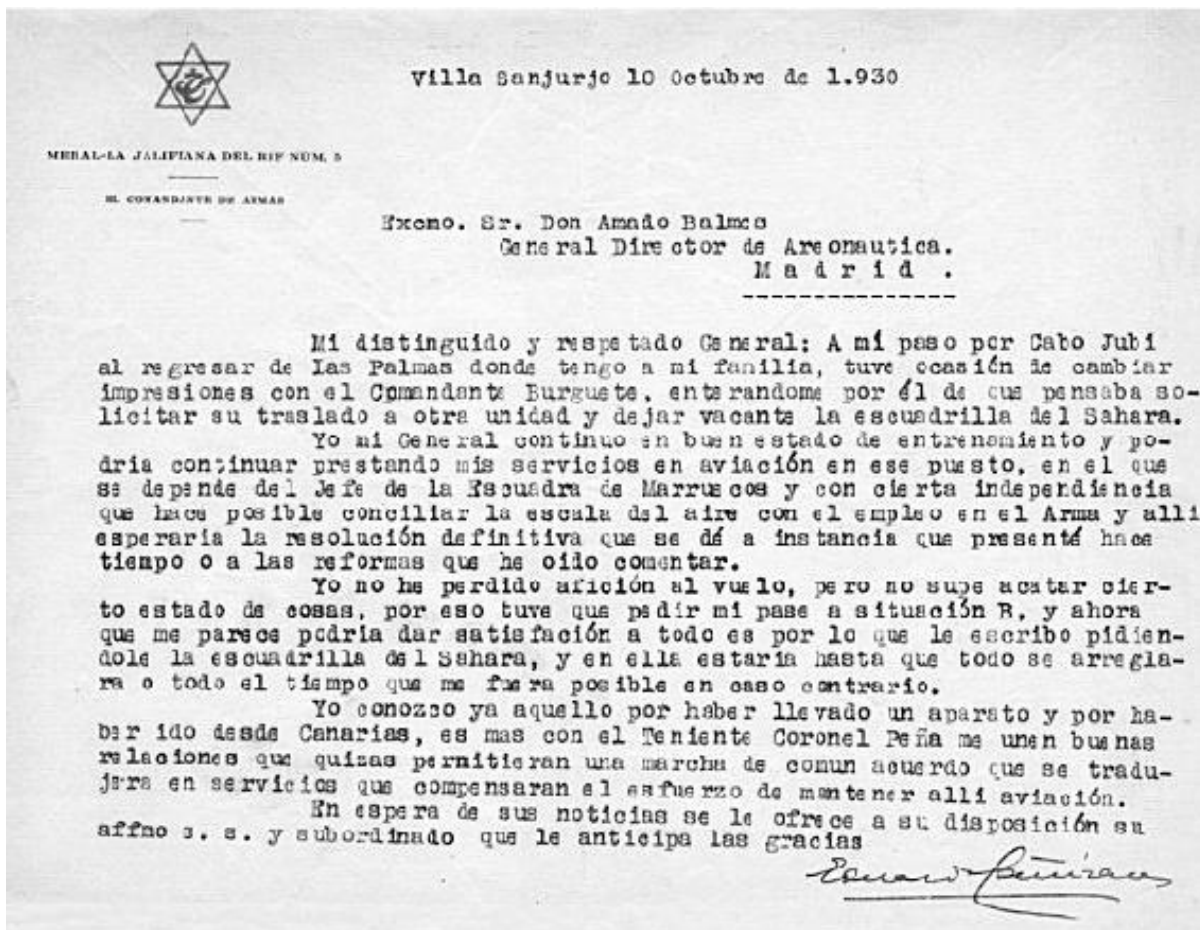 Villa Sanjurjo 10 Octubre de 1.930
MEHAL-LA JALIFIANA DEL RIF NÚM. 5
EL COMANDANTE DE ARMAS
Excmo. Sr. Don Amado Balmes
General Director de Areonautica.
Madrid .
Mi distinguido y respetado General: A mi paso por Cabo Jubi
al regresar de Las Palmas donde tengo a mi familia, tuve ocasión de cambiar
impresiones con el Comandante Burguete, enterandome por él de que pensaba so-
licitar su traslado a otra unidad y dejar vacante la escuadrilla del Sahara.
Yo mi General continuo en buen estado de entrenamiento y po-
dria continuar prestando mis servicios en aviación en ese puesto, en el que
se depende del Jefe de la Escuadra de Marruecos y con cierta independiencia
que hace posible conciliar la escala del aire con el empleo en el Arma y alli
esperaria la resolución definitiva que se dé a instancia que presenté hace
tiempo o a las reformas que he oido comentar.
Yo no he perdido afición al vuelo, pero no supe acatar cier-
to estado de cosas, por eso tuve que pedir mi pase a situación B, y ahora
que me parece podria dar satisfación a todo es por lo que le escribo pidien-
dole la escuadrilla del Sahara, y en ella estaria hasta que todo se arregla-
ra o todo el tiempo que me fuera posible en caso contrario.
Yo conozco ya aquello por haber llevado un aparato y por ha-
ber ido desde Canarias, es mas con el Teniente Coronel Peña me unen buenas
relaciones que quizas permitieran una marcha de comun acuerdo que se tradu-
jera en servicios que compensaran el esfuerzo de mantener alli aviación.
En espera de sus noticias se le ofrece a su disposición su
affmo s. s. y subordinado que le anticipa las gracias